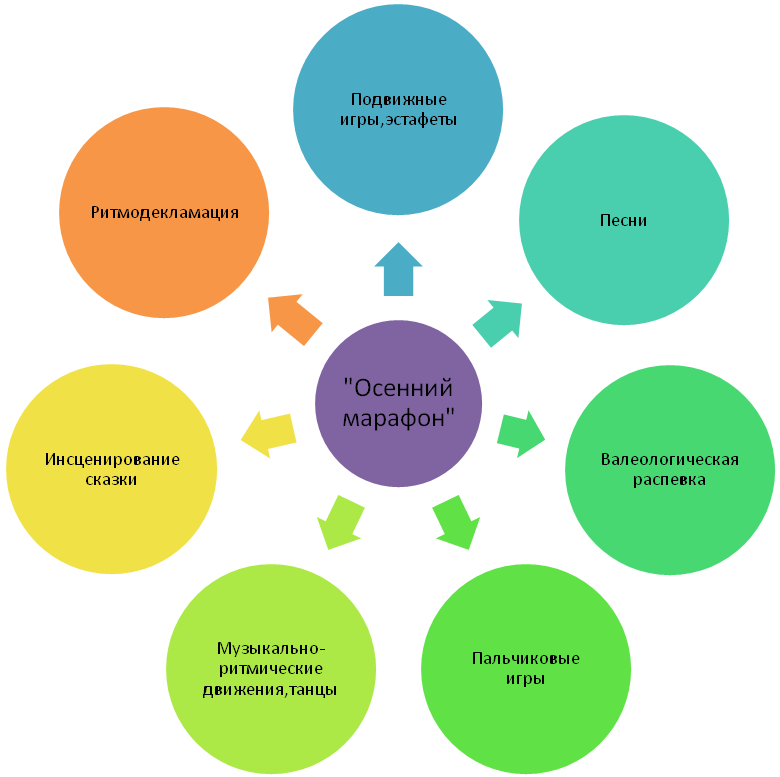 Подвижные
игры,эстафеты
Песни
Валеологическая
распевка
Пальчиковые
игры
Музыкально-
ритмические
движения,танцы
Инсценирование
сказки
Ритмодекламация
"Осенний
марафон"